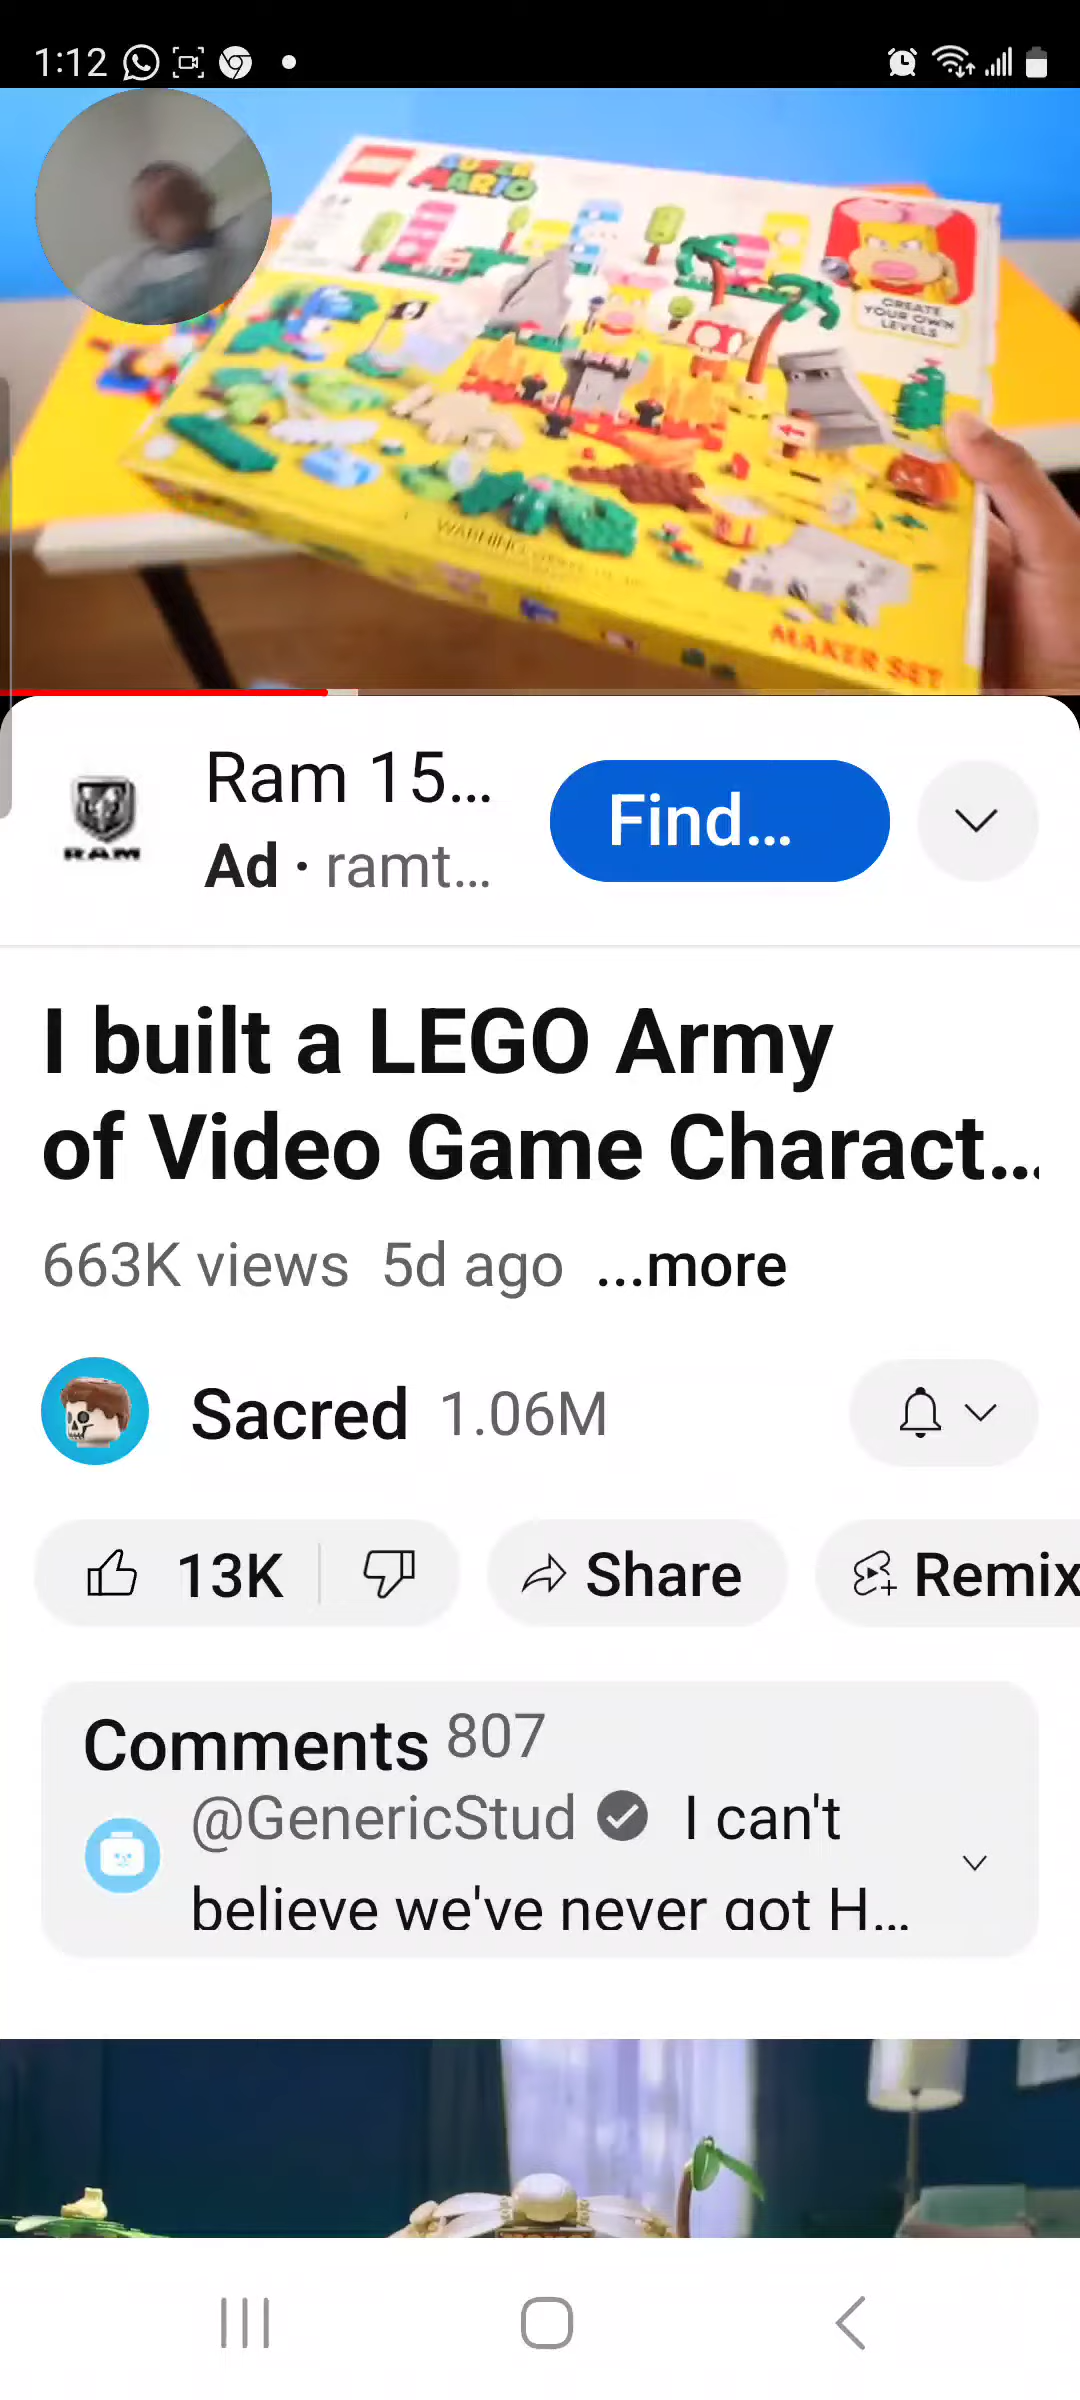 1:12
SUPER
MARIO
CREATE
YOUR OWN
LEVELS
WARNING
MAKER SET
RAM
Ram 15...
Ad · ramt...
Find...
I built a LEGO Army
of Video Game Charact...
663K views 5d ago ...more
Sacred 1.06M
13K
Share
Remix
Comments 807
@GenericStud I can't
believe we've never got H...